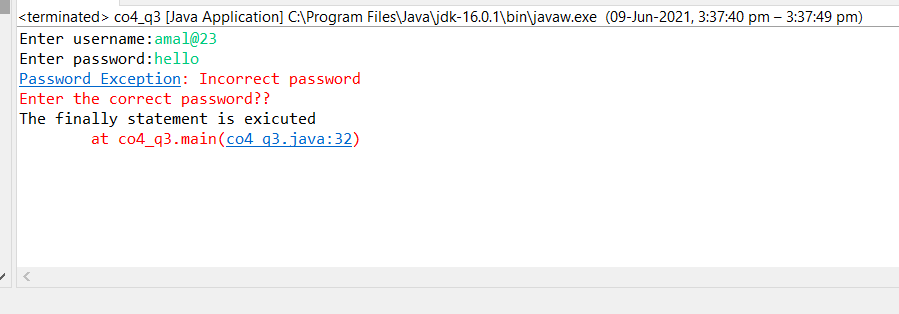 <terminated> co4_q3 [Java Application] C:\Program Files\Java\jdk-16.0.1\bin\javaw.exe (09-Jun-2021, 3:37:40 pm – 3:37:49 pm)
Enter username:amal@23
Enter password:hello
Password Exception: Incorrect password
Enter the correct password??
The finally statement is exicuted
        at co4_q3.main(co4_q3.java:32)